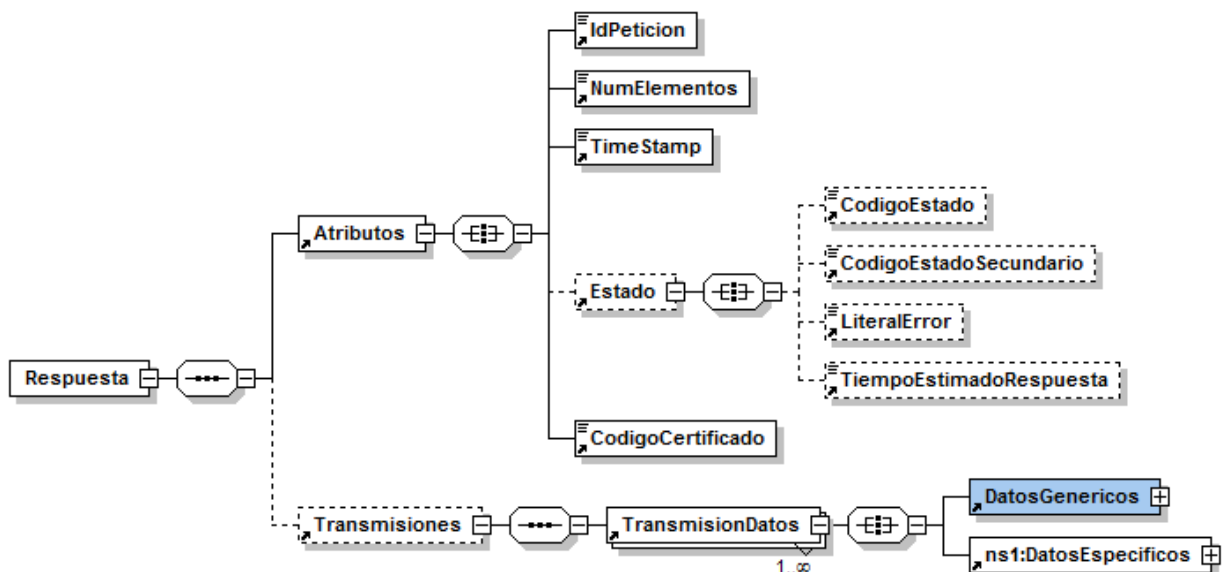 IdPeticion
NumElementos
TimeStamp
CodigoEstado
Atributos
CodigoEstadoSecundario
Estado
LiteralError
Respuesta
TiempoEstimadoRespuesta
CodigoCertificado
DatosGenericos
Transmisiones
TransmisionDatos
ns1:DatosEspecificos
1..∞